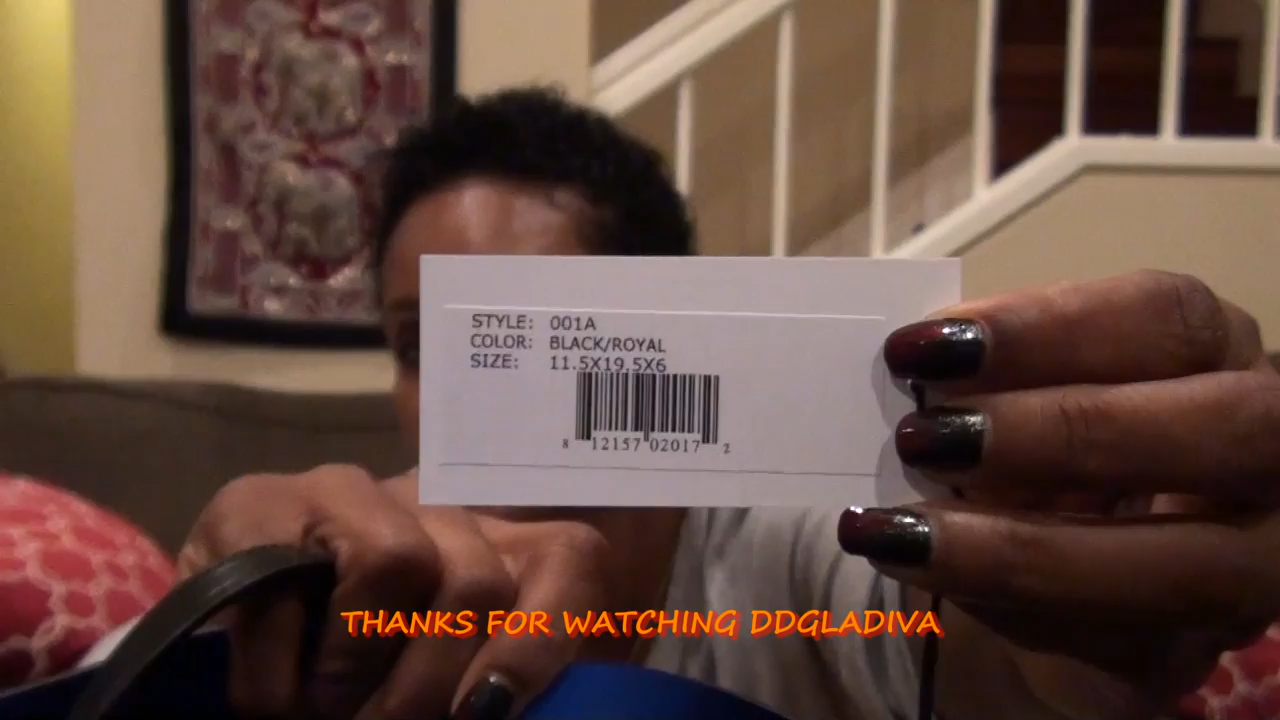 STYLE: 001A
COLOR: BLACK/ROYAL
SIZE: 11.5X19.5X6
8 12157 02017 2
THANKS FOR WATCHING DDGLADIVA